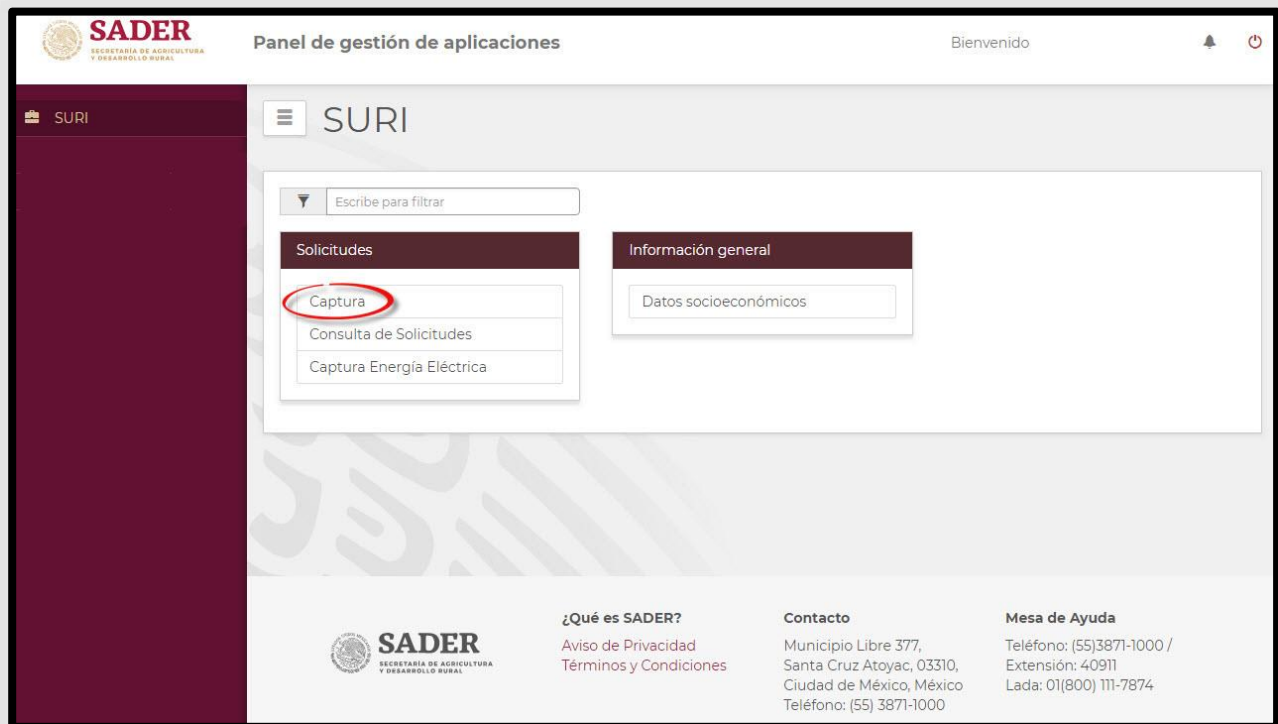 SADER
SECRETARÍA DE AGRICULTURA
Y DESARROLLO RURAL
Panel de gestión de aplicaciones
Bienvenido
SURI
SURI
Escribe para filtrar
Solicitudes
Captura
Consulta de Solicitudes
Captura Energía Eléctrica
Información general
Datos socioeconómicos
SADER
SECRETARÍA DE AGRICULTURA
Y DESARROLLO RURAL
¿Qué es SADER?
Aviso de Privacidad
Términos y Condiciones
Contacto
Municipio Libre 377,
Santa Cruz Atoyac, 03310,
Ciudad de México, México
Teléfono: (55) 3871-1000
Mesa de Ayuda
Teléfono: (55)3871-1000 /
Extensión: 40911
Lada: 01(800) 111-7874